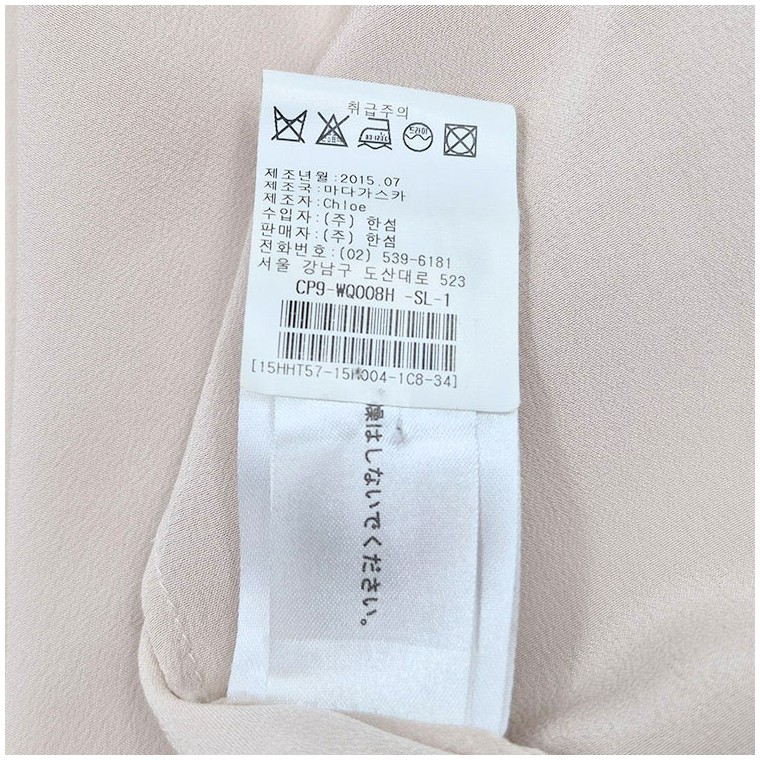 취급주의
드라이
제조년월:2015.07
제조국:마다가스카
제조자:Chloe
수입자:(주) 한섬
판매자:(주) 한섬
전화번호:(02) 539-6181
서울 강남구 도산대로 523
CP9-WQ008H -SL-1
[15HHT57-15M004-1C8-34]
燥はしないでください。